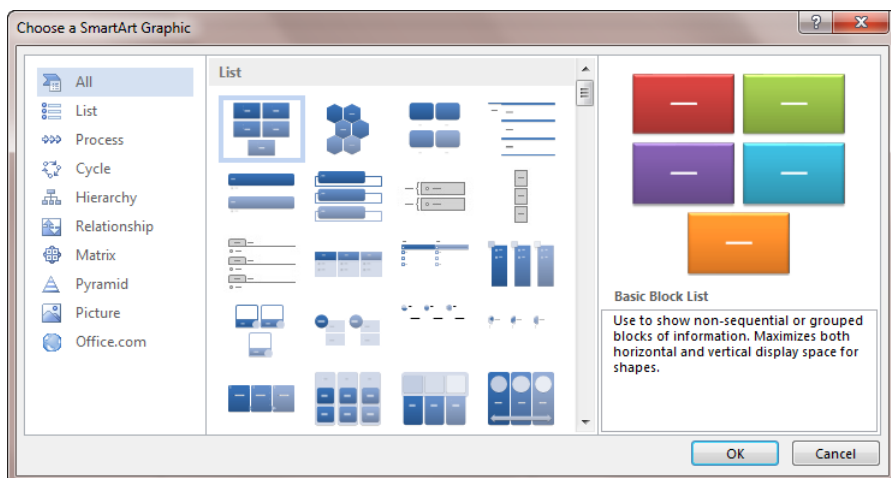 Choose a SmartArt Graphic
All
List
Process
Cycle
Hierarchy
Relationship
Matrix
Pyramid
Picture
Office.com
List
Basic Block List
Use to show non-sequential or grouped
blocks of information. Maximizes both
horizontal and vertical display space for
shapes.
OK
Cancel